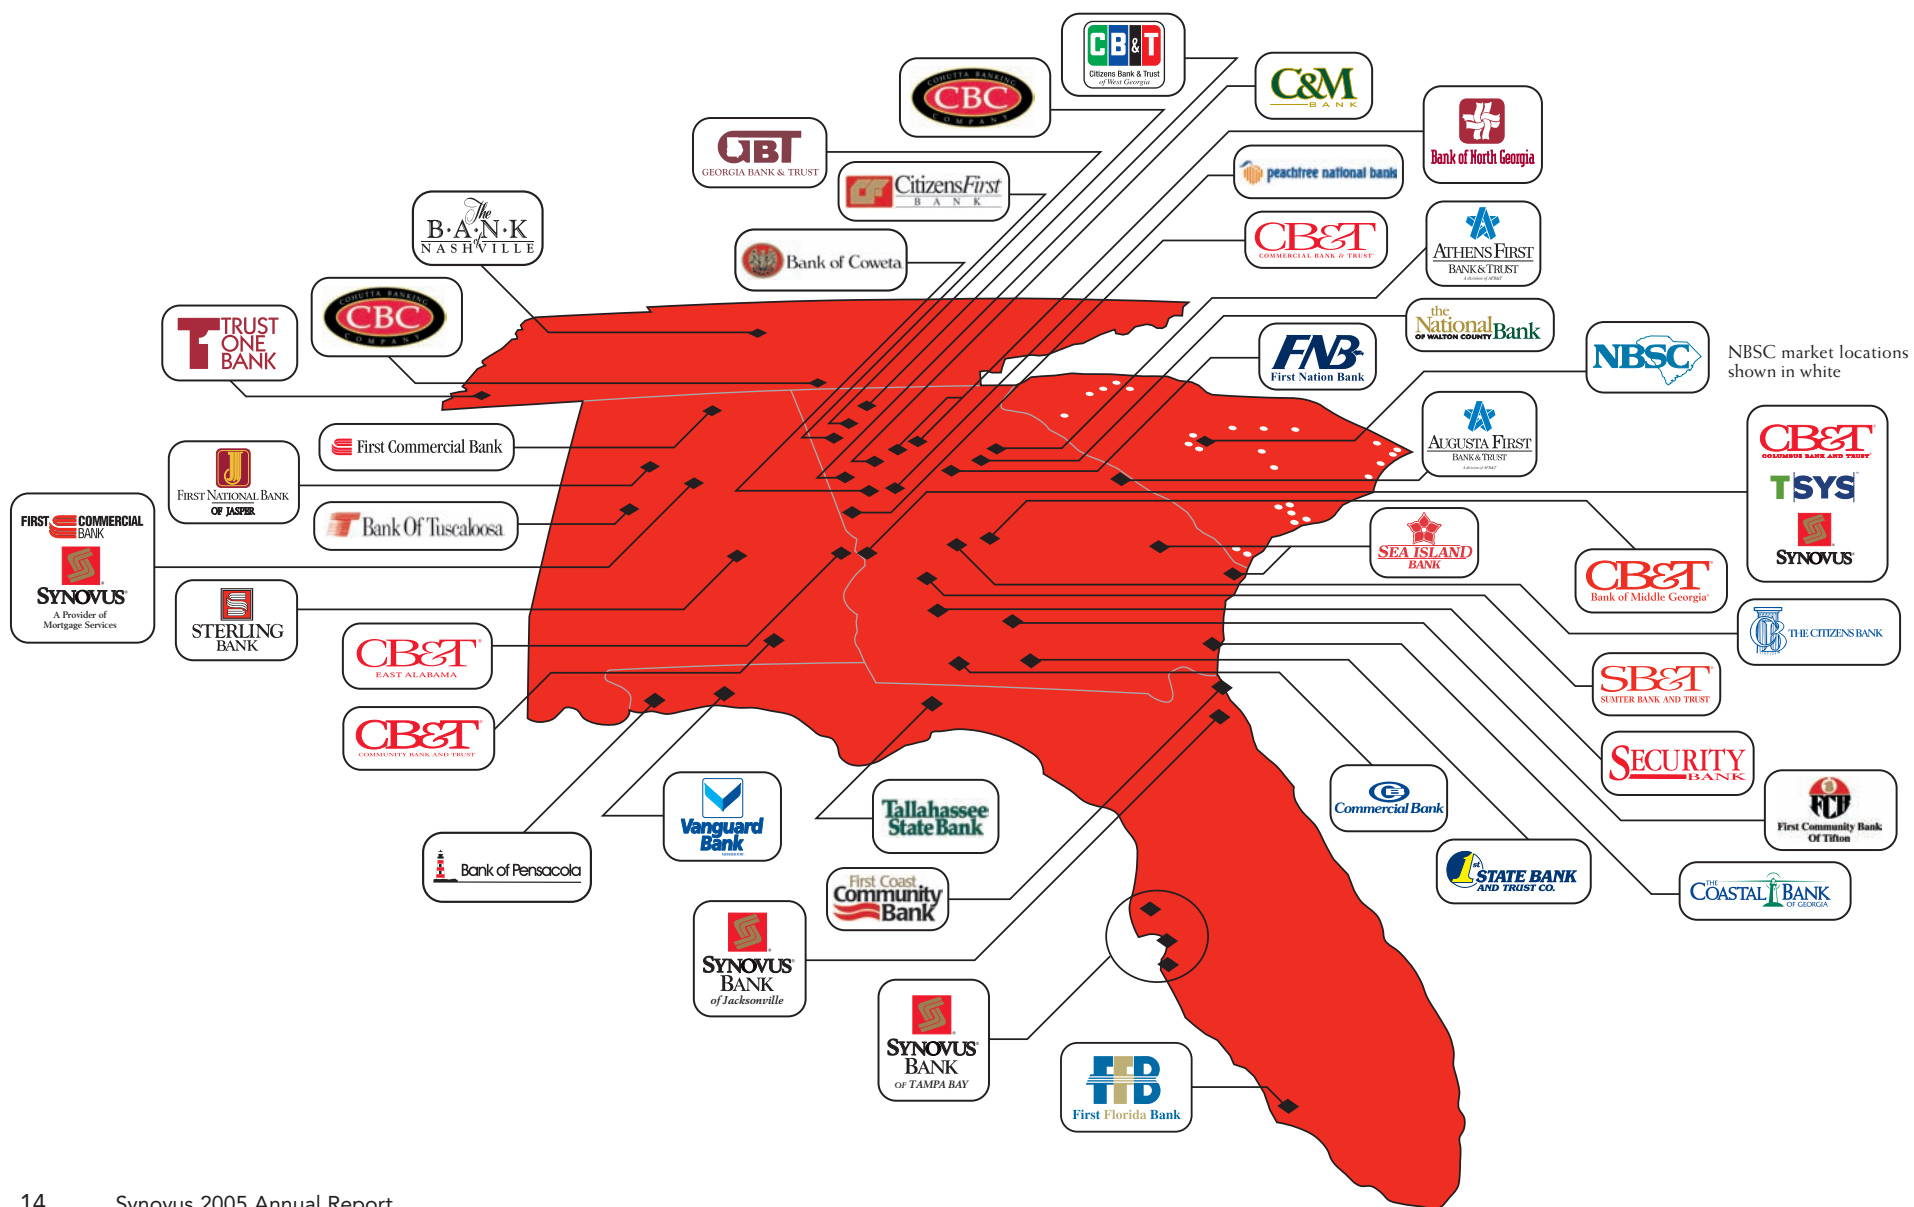 CB&T
Citizens Bank & Trust
of West Georgia
COHUTTA BANKING
CBC
COMPANY
C&M
BANK
GBT
GEORGIA BANK & TRUST
Bank of North Georgia
CitizensFirst
BANK
peachtree national bank
The
B·A·N·K
of
NASHVILLE
Bank of Coweta
CB&T
COMMERCIAL BANK & TRUST
ATHENS FIRST
BANK & TRUST
COHUTTA BANKING
CBC
COMPANY
TRUST
ONE
BANK
the
National Bank
OF WALTON COUNTY
FNB
First Nation Bank
NBSC
NBSC market locations
shown in white
First Commercial Bank
AUGUSTA FIRST
BANK & TRUST
CB&T
COLUMBUS BANK AND TRUST
TSYS
SYNOVUS
J
FIRST NATIONAL BANK
OF JASPER
Bank Of Tuscaloosa
FIRST COMMERCIAL
BANK
SYNOVUS
A Provider of
Mortgage Services
SEA ISLAND
BANK
CB&T
Bank of Middle Georgia
STERLING
BANK
THE CITIZENS BANK
CB&T
EAST ALABAMA
SB&T
SUMTER BANK AND TRUST
CB&T
COMMUNITY BANK AND TRUST
SECURITY
BANK
Vanguard
Bank
Tallahassee
State Bank
Commercial Bank
FCB
First Community Bank
Of Tifton
Bank of Pensacola
First Coast
Community
Bank
1st
STATE BANK
AND TRUST CO.
THE
COASTAL BANK
OF GEORGIA
SYNOVUS
BANK
of Jacksonville
SYNOVUS
BANK
OF TAMPA BAY
FFB
First Florida Bank
14 Synovus 2005 Annual Report